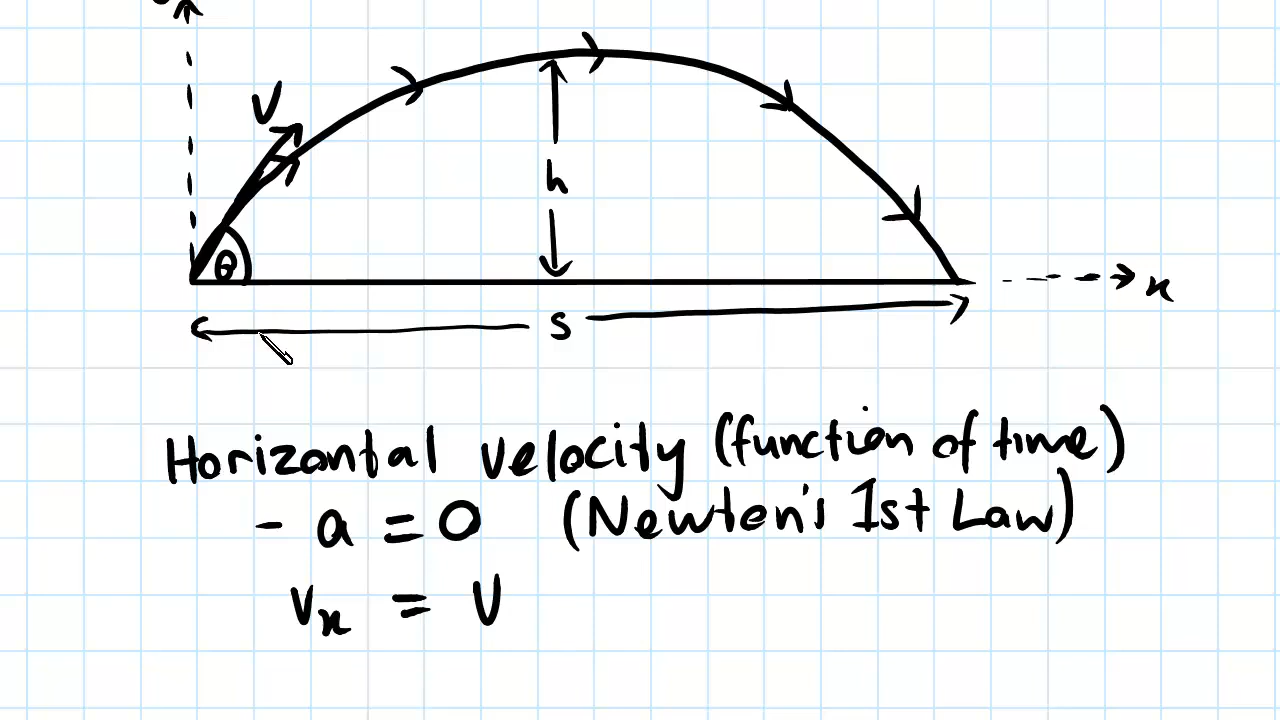 V
h
θ
x
s
Horizontal velocity (function of time)
- a = 0 (Newton's 1st Law)
Vx = V